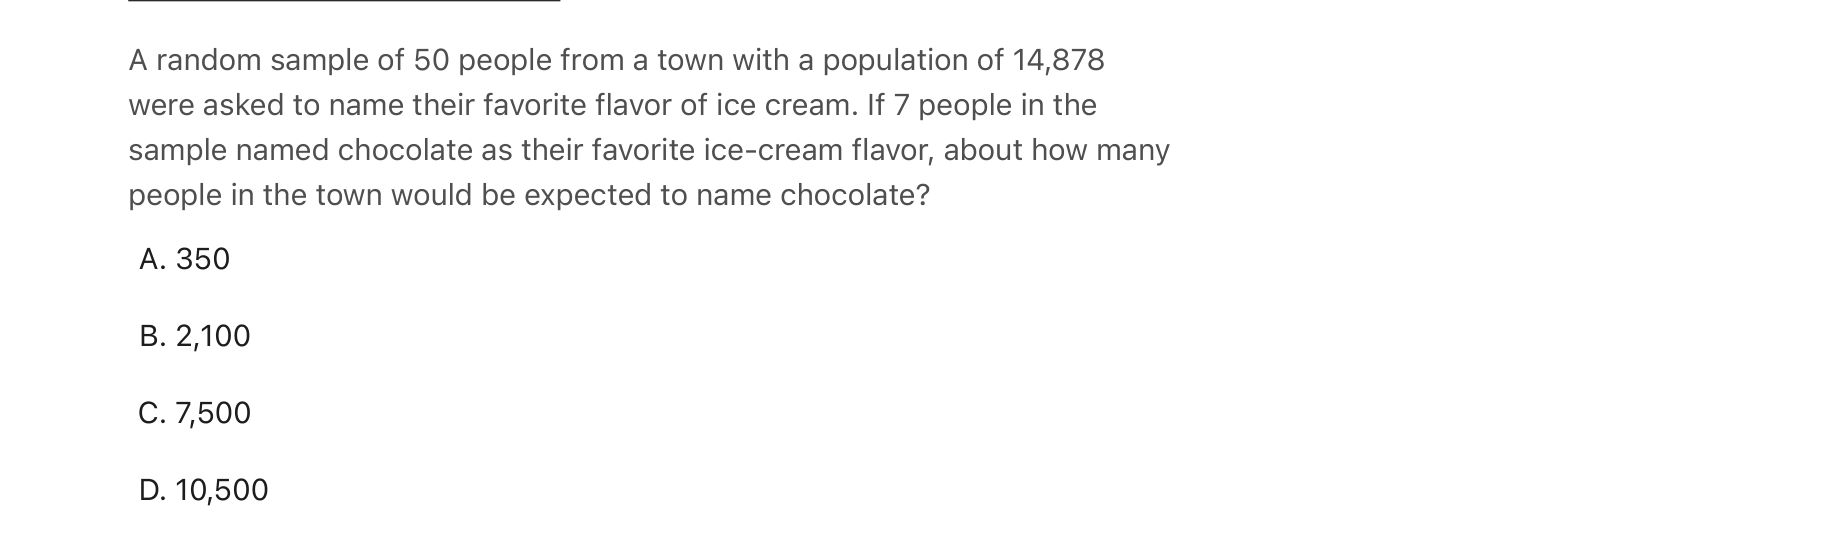 A random sample of 50 people from a town with a population of 14,878
were asked to name their favorite flavor of ice cream. If 7 people in the
sample named chocolate as their favorite ice-cream flavor, about how many
people in the town would be expected to name chocolate?
A. 350
B. 2,100
C. 7,500
D. 10,500